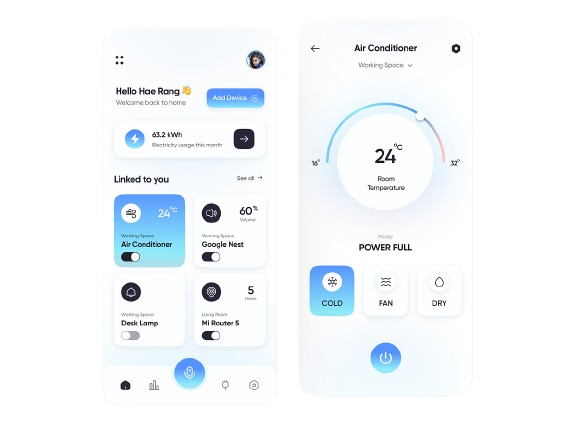 Hello Hae Rang 👋
Welcome back to home
Add Device
63.2 kWh
Electricity usage this month
Linked to you
See all →
24°C
Working Space
Air Conditioner
60%
Volume
Working Space
Google Nest
Working Space
Desk Lamp
5
Users
Living Room
Mi Router 5
Air Conditioner
Working Space
16°
24°C
32°
Room
Temperature
Mode
POWER FULL
COLD
FAN
DRY